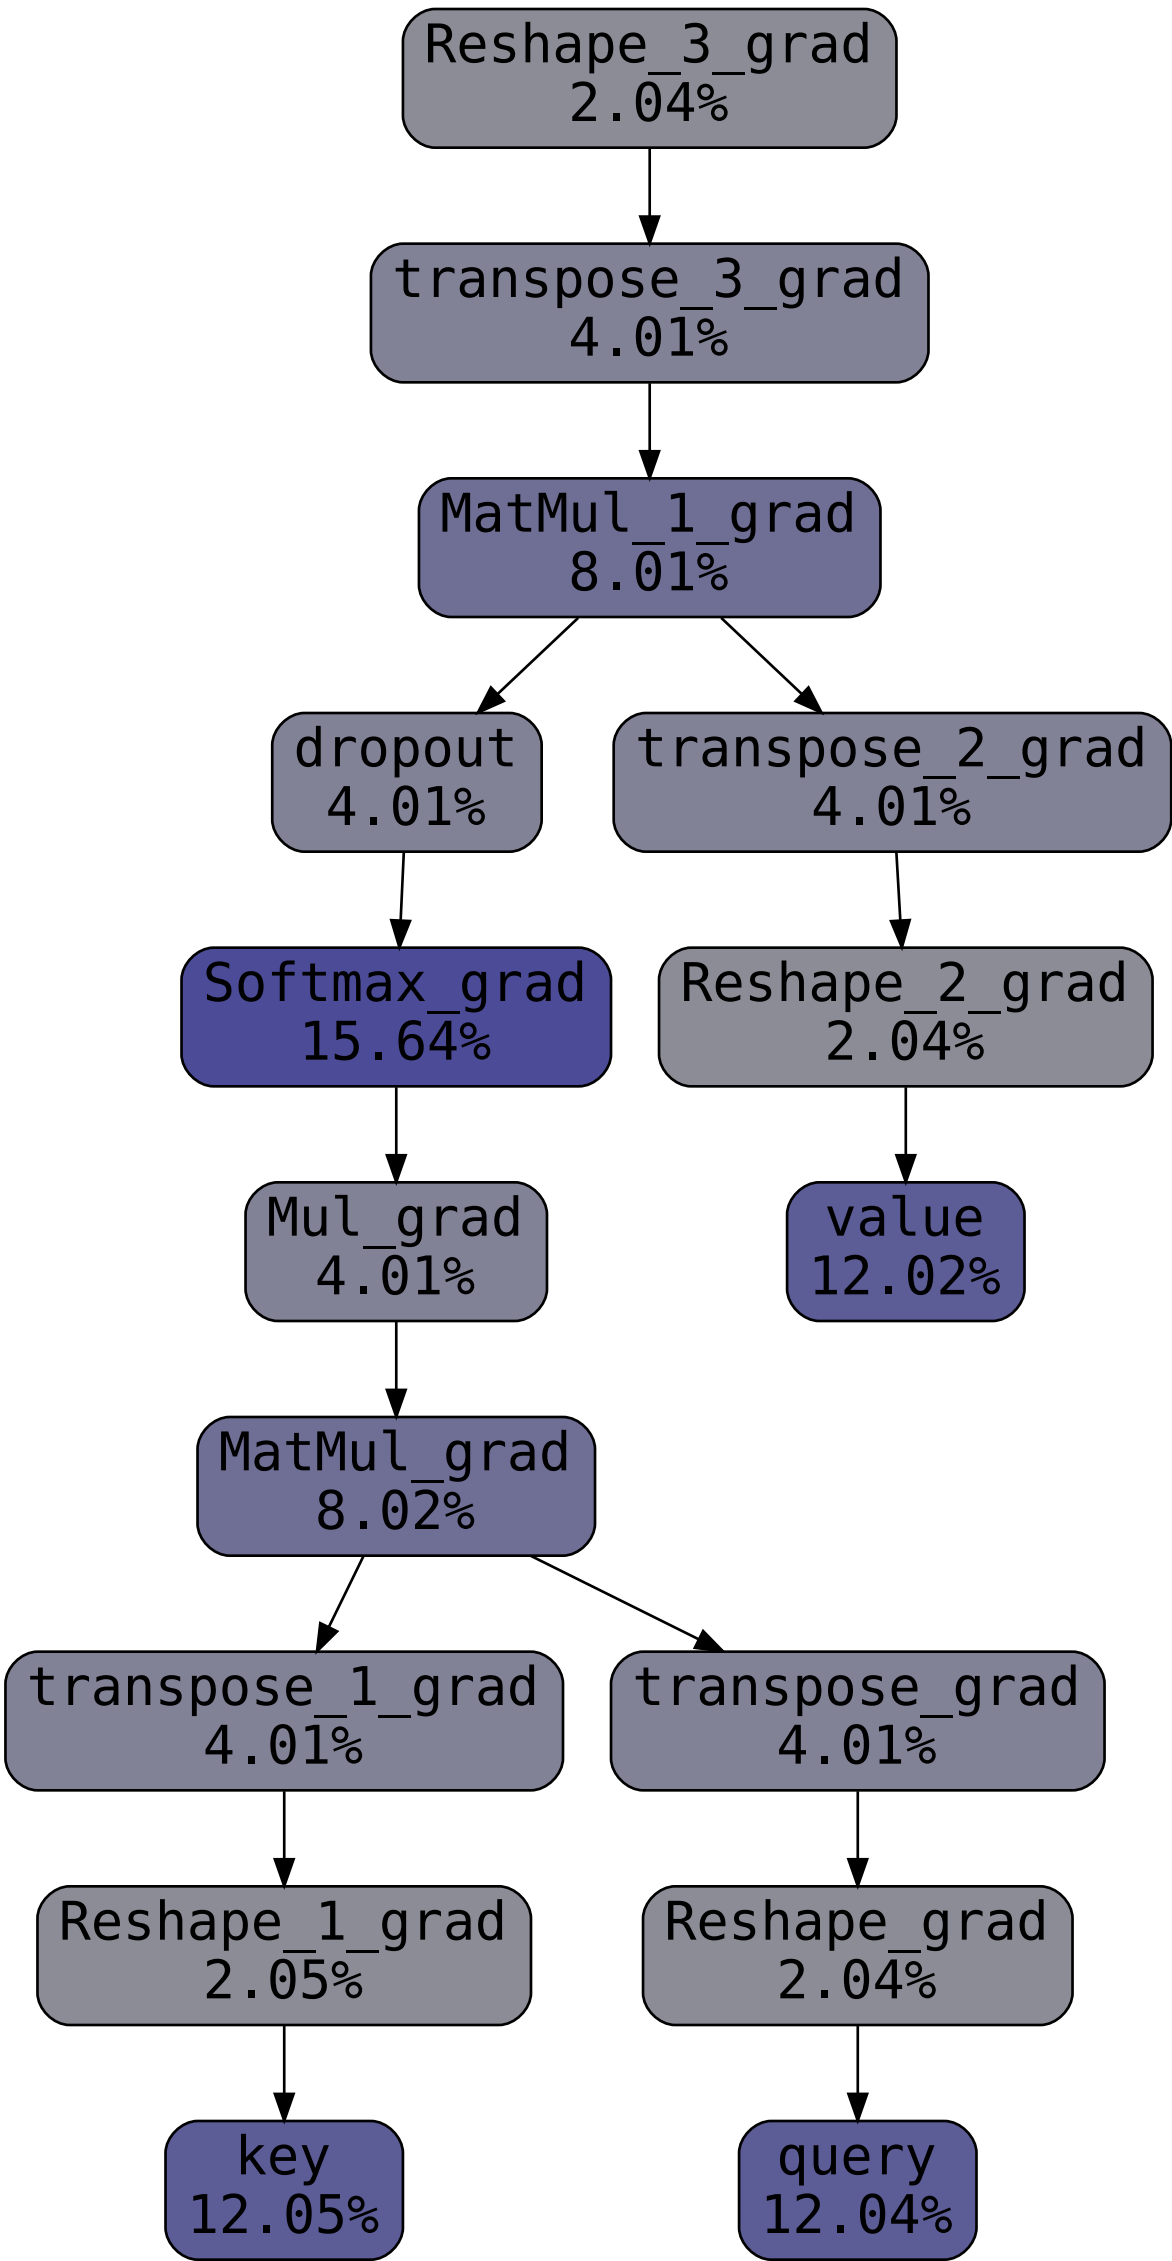 Reshape_3_grad
2.04%
transpose_3_grad
4.01%
MatMul_1_grad
8.01%
dropout
4.01%
transpose_2_grad
4.01%
Softmax_grad
15.64%
Reshape_2_grad
2.04%
Mul_grad
4.01%
value
12.02%
MatMul_grad
8.02%
transpose_1_grad
4.01%
transpose_grad
4.01%
Reshape_1_grad
2.05%
Reshape_grad
2.04%
key
12.05%
query
12.04%